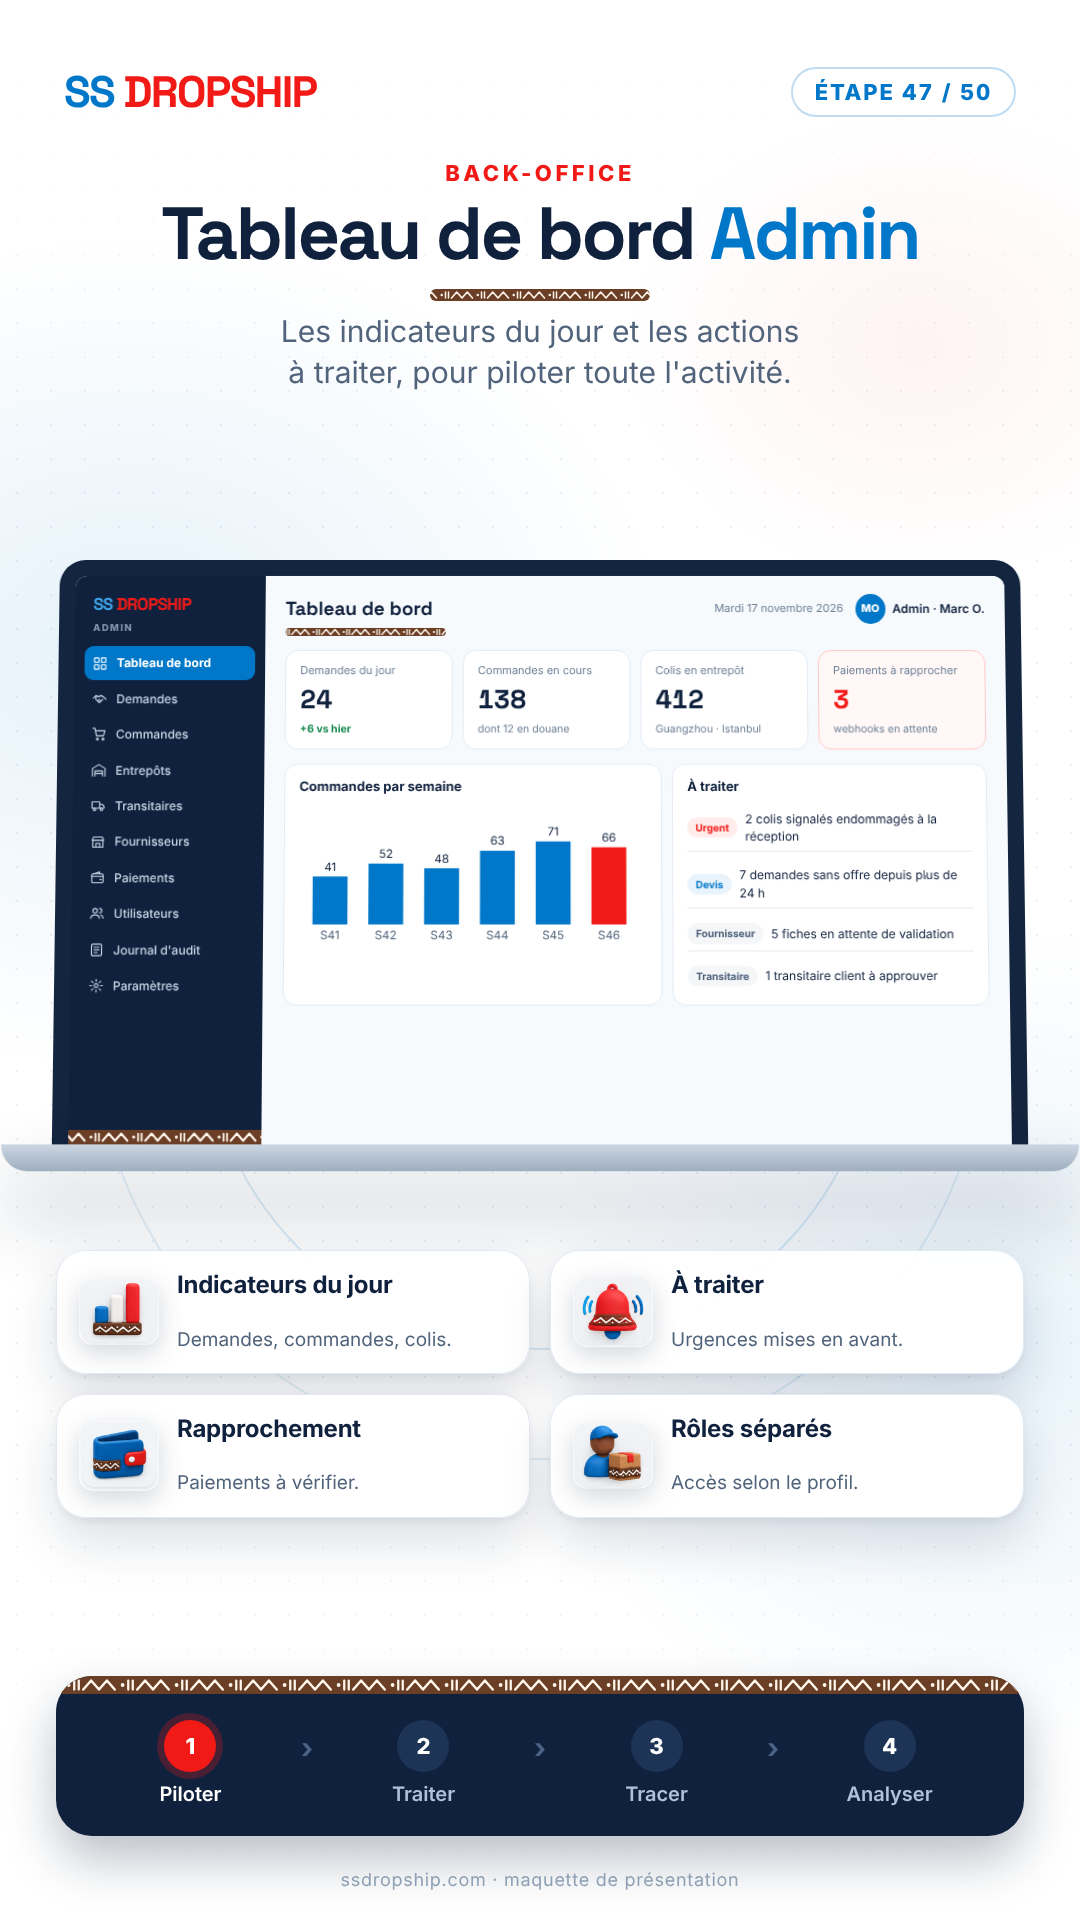 SS DROPSHIP
ÉTAPE 47 / 50
BACK-OFFICE
Tableau de bord Admin
Les indicateurs du jour et les actions
à traiter, pour piloter toute l'activité.
SS DROPSHIP
ADMIN
Tableau de bord
Demandes
Commandes
Entrepôts
Transitaires
Fournisseurs
Paiements
Utilisateurs
Journal d'audit
Paramètres
Tableau de bord
Mardi 17 novembre 2026
MO
Admin · Marc O.
Demandes du jour
24
+6 vs hier
Commandes en cours
138
dont 12 en douane
Colis en entrepôt
412
Guangzhou · Istanbul
Paiements à rapprocher
3
webhooks en attente
Commandes par semaine
41
52
48
63
71
66
S41
S42
S43
S44
S45
S46
À traiter
Urgent
2 colis signalés endommagés à la
réception
Devis
7 demandes sans offre depuis plus de
24 h
Fournisseur
5 fiches en attente de validation
Transitaire
1 transitaire client à approuver
Indicateurs du jour
Demandes, commandes, colis.
À traiter
Urgences mises en avant.
Rapprochement
Paiements à vérifier.
Rôles séparés
Accès selon le profil.
1
Piloter
›
2
Traiter
›
3
Tracer
›
4
Analyser
ssdropship.com · maquette de présentation